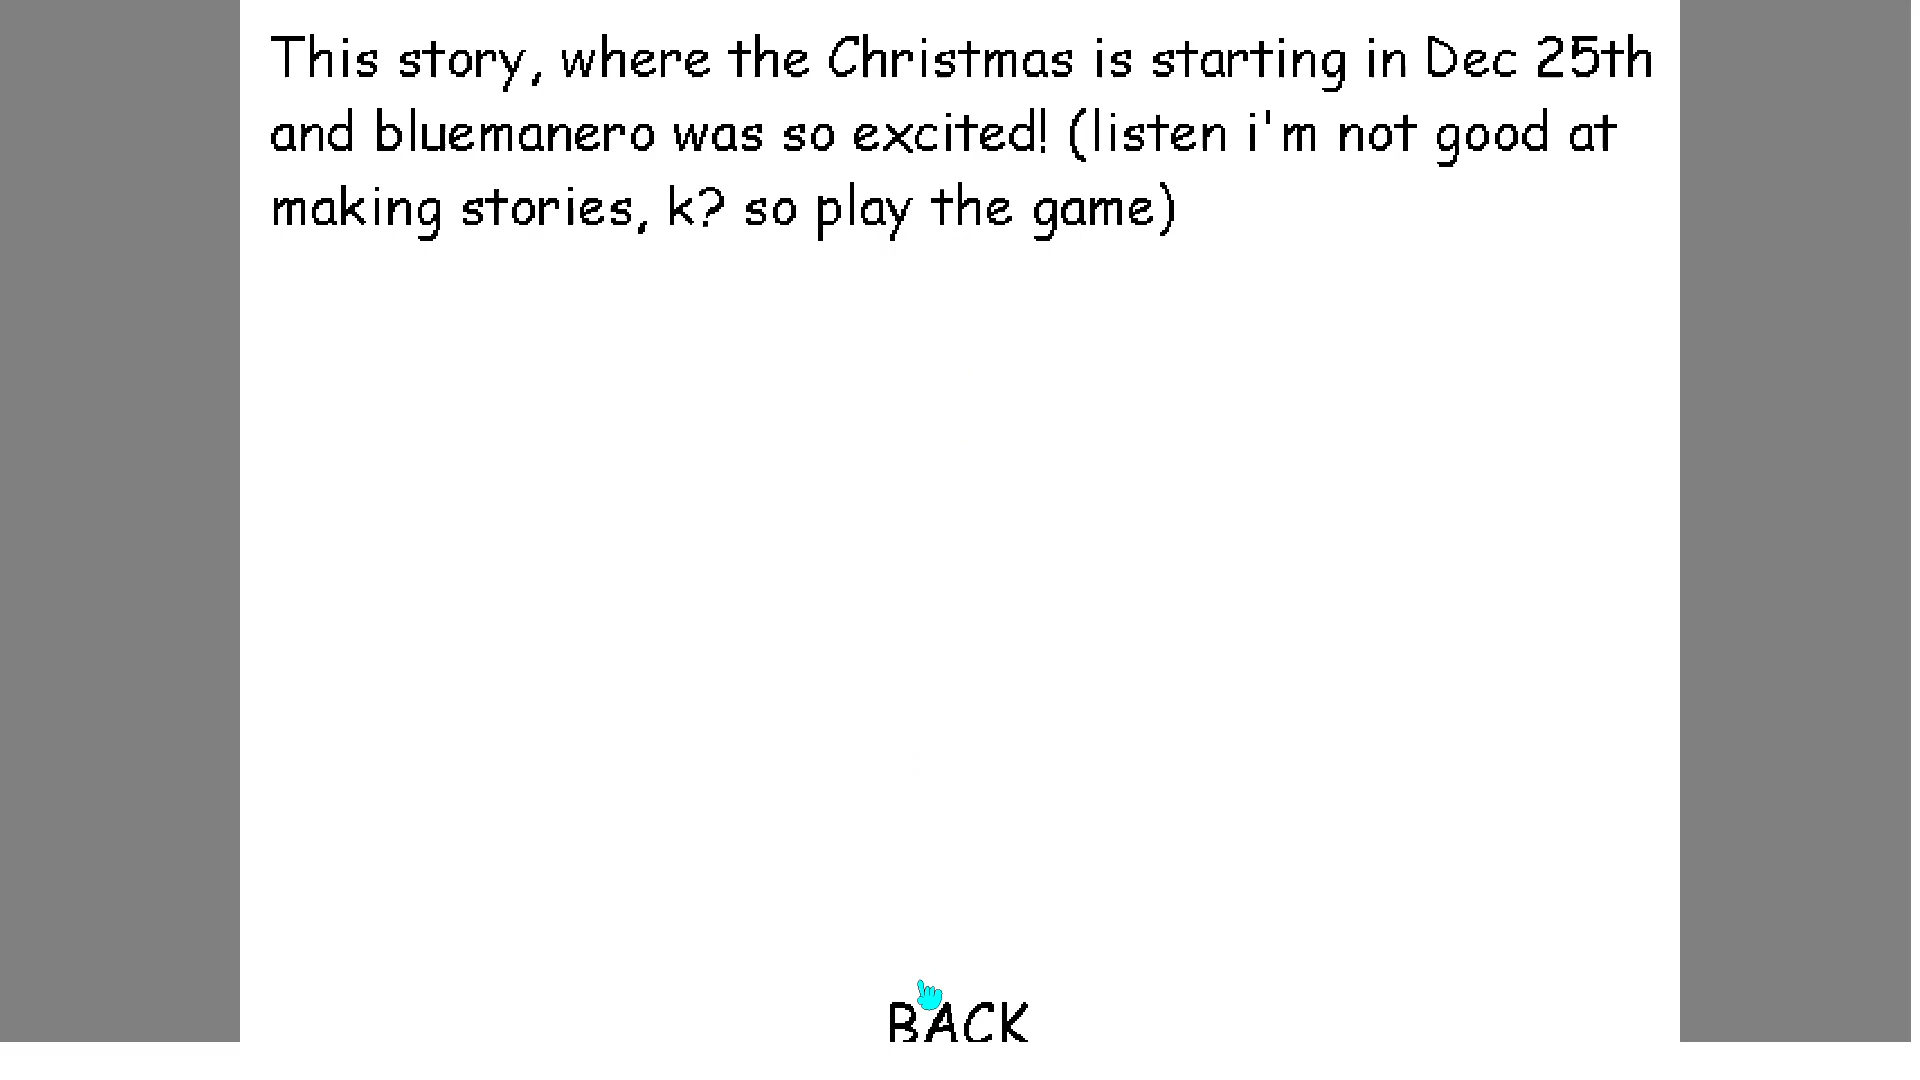 This story, where the Christmas is starting in Dec 25th
and bluemanero was so excited! (listen i'm not good at
making stories, k? so play the game)
BACK